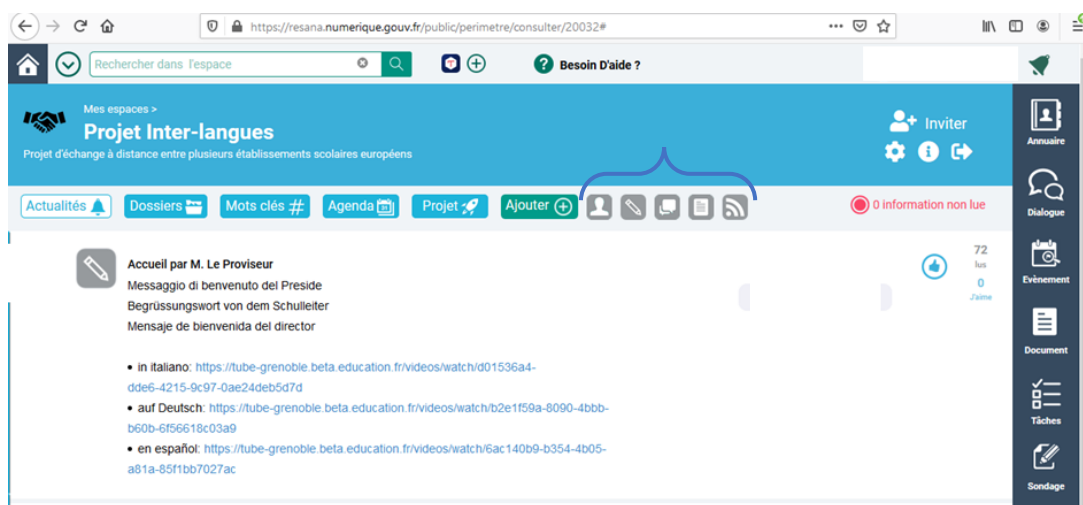 https://resana.numerique.gouv.fr/public/perimetre/consulter/20032#
Rechercher dans l'espace
Besoin D'aide ?
Mes espaces >
Projet Inter-langues
Projet d'échange à distance entre plusieurs établissements scolaires européens
Inviter
Actualités Dossiers Mots clés # Agenda Projet Ajouter
0 information non lue
Accueil par M. Le Proviseur
Messaggio di benvenuto del Preside
Begrüssungswort von dem Schulleiter
Mensaje de bienvenida del director
• in italiano: https://tube-grenoble.beta.education.fr/videos/watch/d01536a4-
dde6-4215-9c97-0ae24deb5d7d
• auf Deutsch: https://tube-grenoble.beta.education.fr/videos/watch/b2e1f59a-8090-4bbb-
b60b-6f56618c03a9
• en español: https://tube-grenoble.beta.education.fr/videos/watch/6ac140b9-b354-4b05-
a81a-85f1bb7027ac
72
lus
0
J'aime
Annuaire
Dialogue
Evènement
Document
Tâches
Sondage